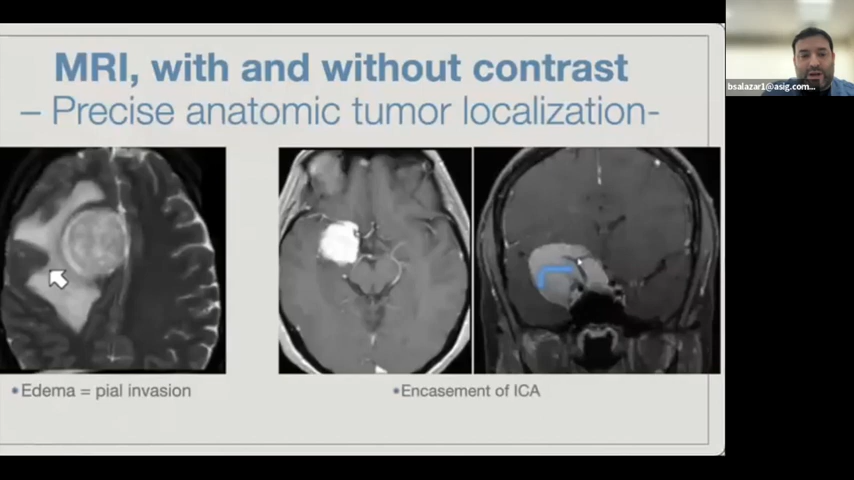 MRI, with and without contrast
– Precise anatomic tumor localization-
bsalazar1@asig.com...
•Edema = pial invasion
•Encasement of ICA